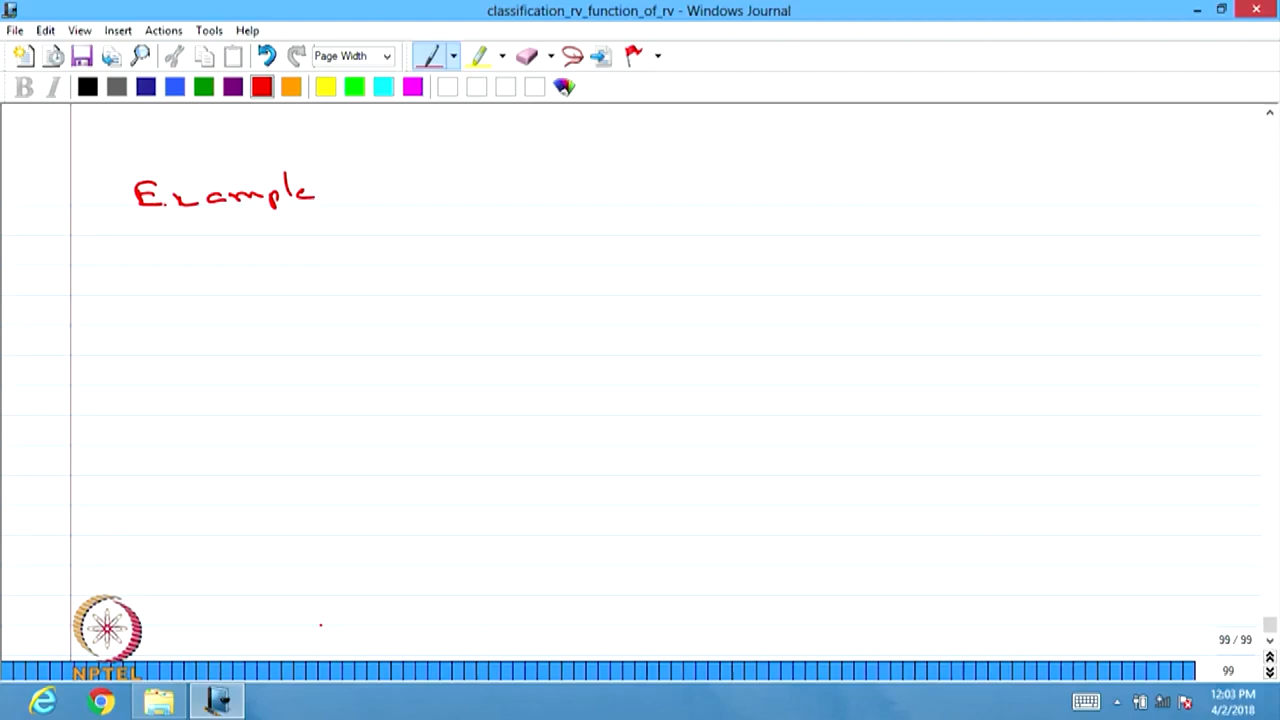 classification_rv_function_of_rv - Windows Journal
File Edit View Insert Actions Tools Help
Page Width
B I
Example
99 / 99
NPTEL
99
12:03 PM
4/2/2018